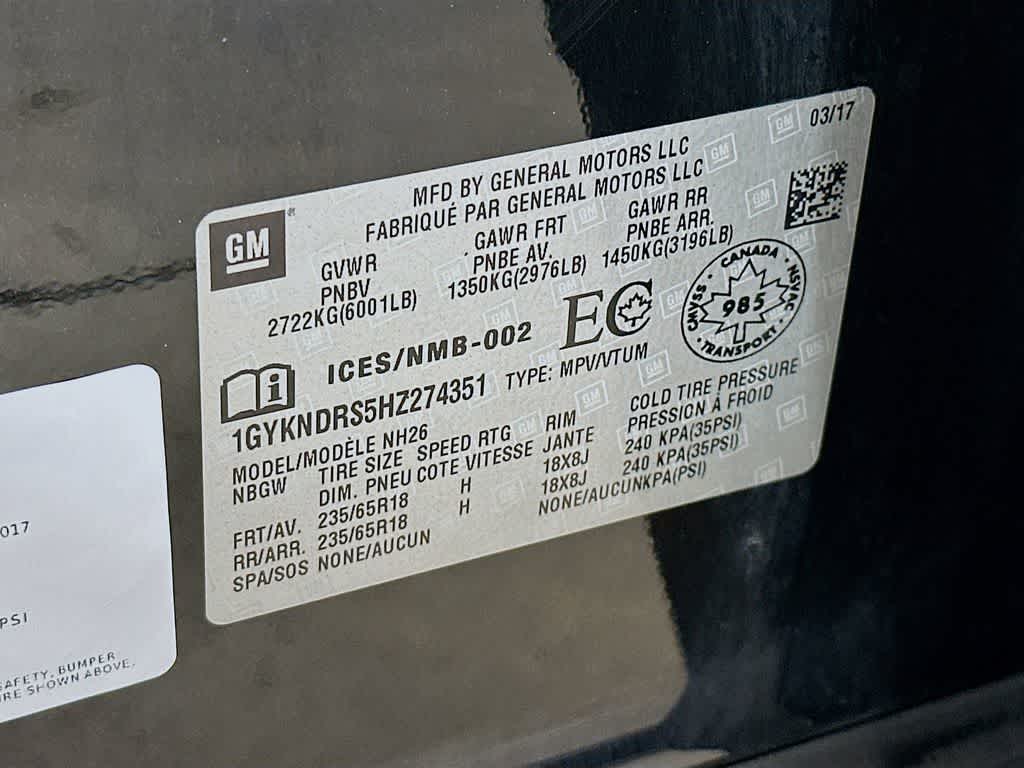 03/17
MFD BY GENERAL MOTORS LLC
FABRIQUÉ PAR GENERAL MOTORS LLC
GM
GVWR GAWR FRT GAWR RR
PNBV PNBE AV. PNBE ARR.
2722KG(6001LB) 1350KG(2976LB) 1450KG(3196LB)
ICES/NMB-002 EC
CANADA NSVAC TRANSPORT CMVSS
985
1GYKNDRS5HZ274351 TYPE: MPV/VTUM
MODEL/MODÈLE NH26
NBGW TIRE SIZE SPEED RTG RIM COLD TIRE PRESSURE
DIM. PNEU COTE VITESSE JANTE PRESSION À FROID
FRT/AV. 235/65R18 H 18X8J 240 KPA(35PSI)
RR/ARR. 235/65R18 H 18X8J 240 KPA(35PSI)
SPA/SOS NONE/AUCUN NONE/AUCUNKPA(PSI)
017
PSI
SAFETY, BUMPER
SHOWN ABOVE.